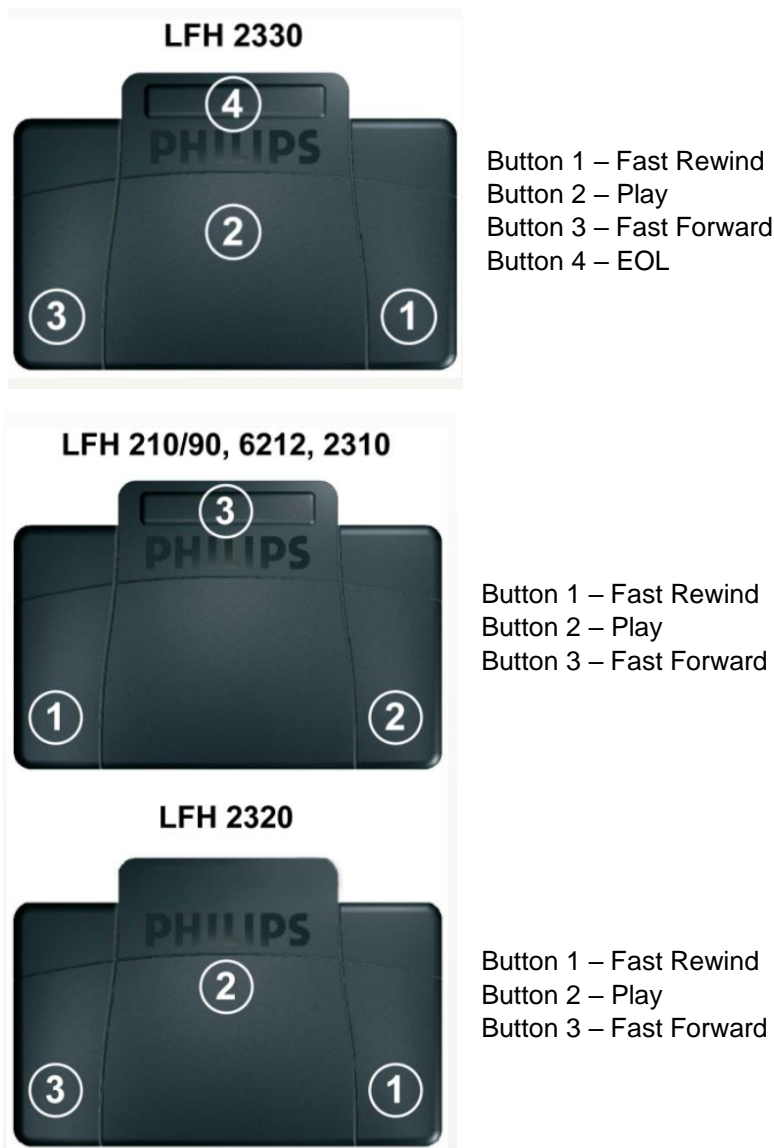 LFH 2330
4
PHILIPS
2
3
1
Button 1 – Fast Rewind
Button 2 – Play
Button 3 – Fast Forward
Button 4 – EOL
LFH 210/90, 6212, 2310
3
PHILIPS
1
2
Button 1 – Fast Rewind
Button 2 – Play
Button 3 – Fast Forward
LFH 2320
PHILIPS
2
3
1
Button 1 – Fast Rewind
Button 2 – Play
Button 3 – Fast Forward